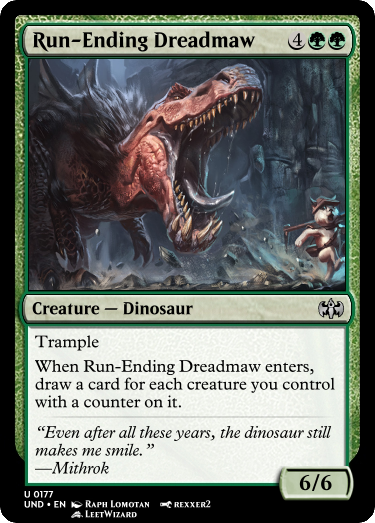 Run-Ending Dreadmaw 4
Creature — Dinosaur
Trample
When Run-Ending Dreadmaw enters,
draw a card for each creature you control
with a counter on it.
“Even after all these years, the dinosaur still
makes me smile.”
—Mithrok
6/6
U 0177
UND • EN Raph Lomotan rexxer2
LeetWizard